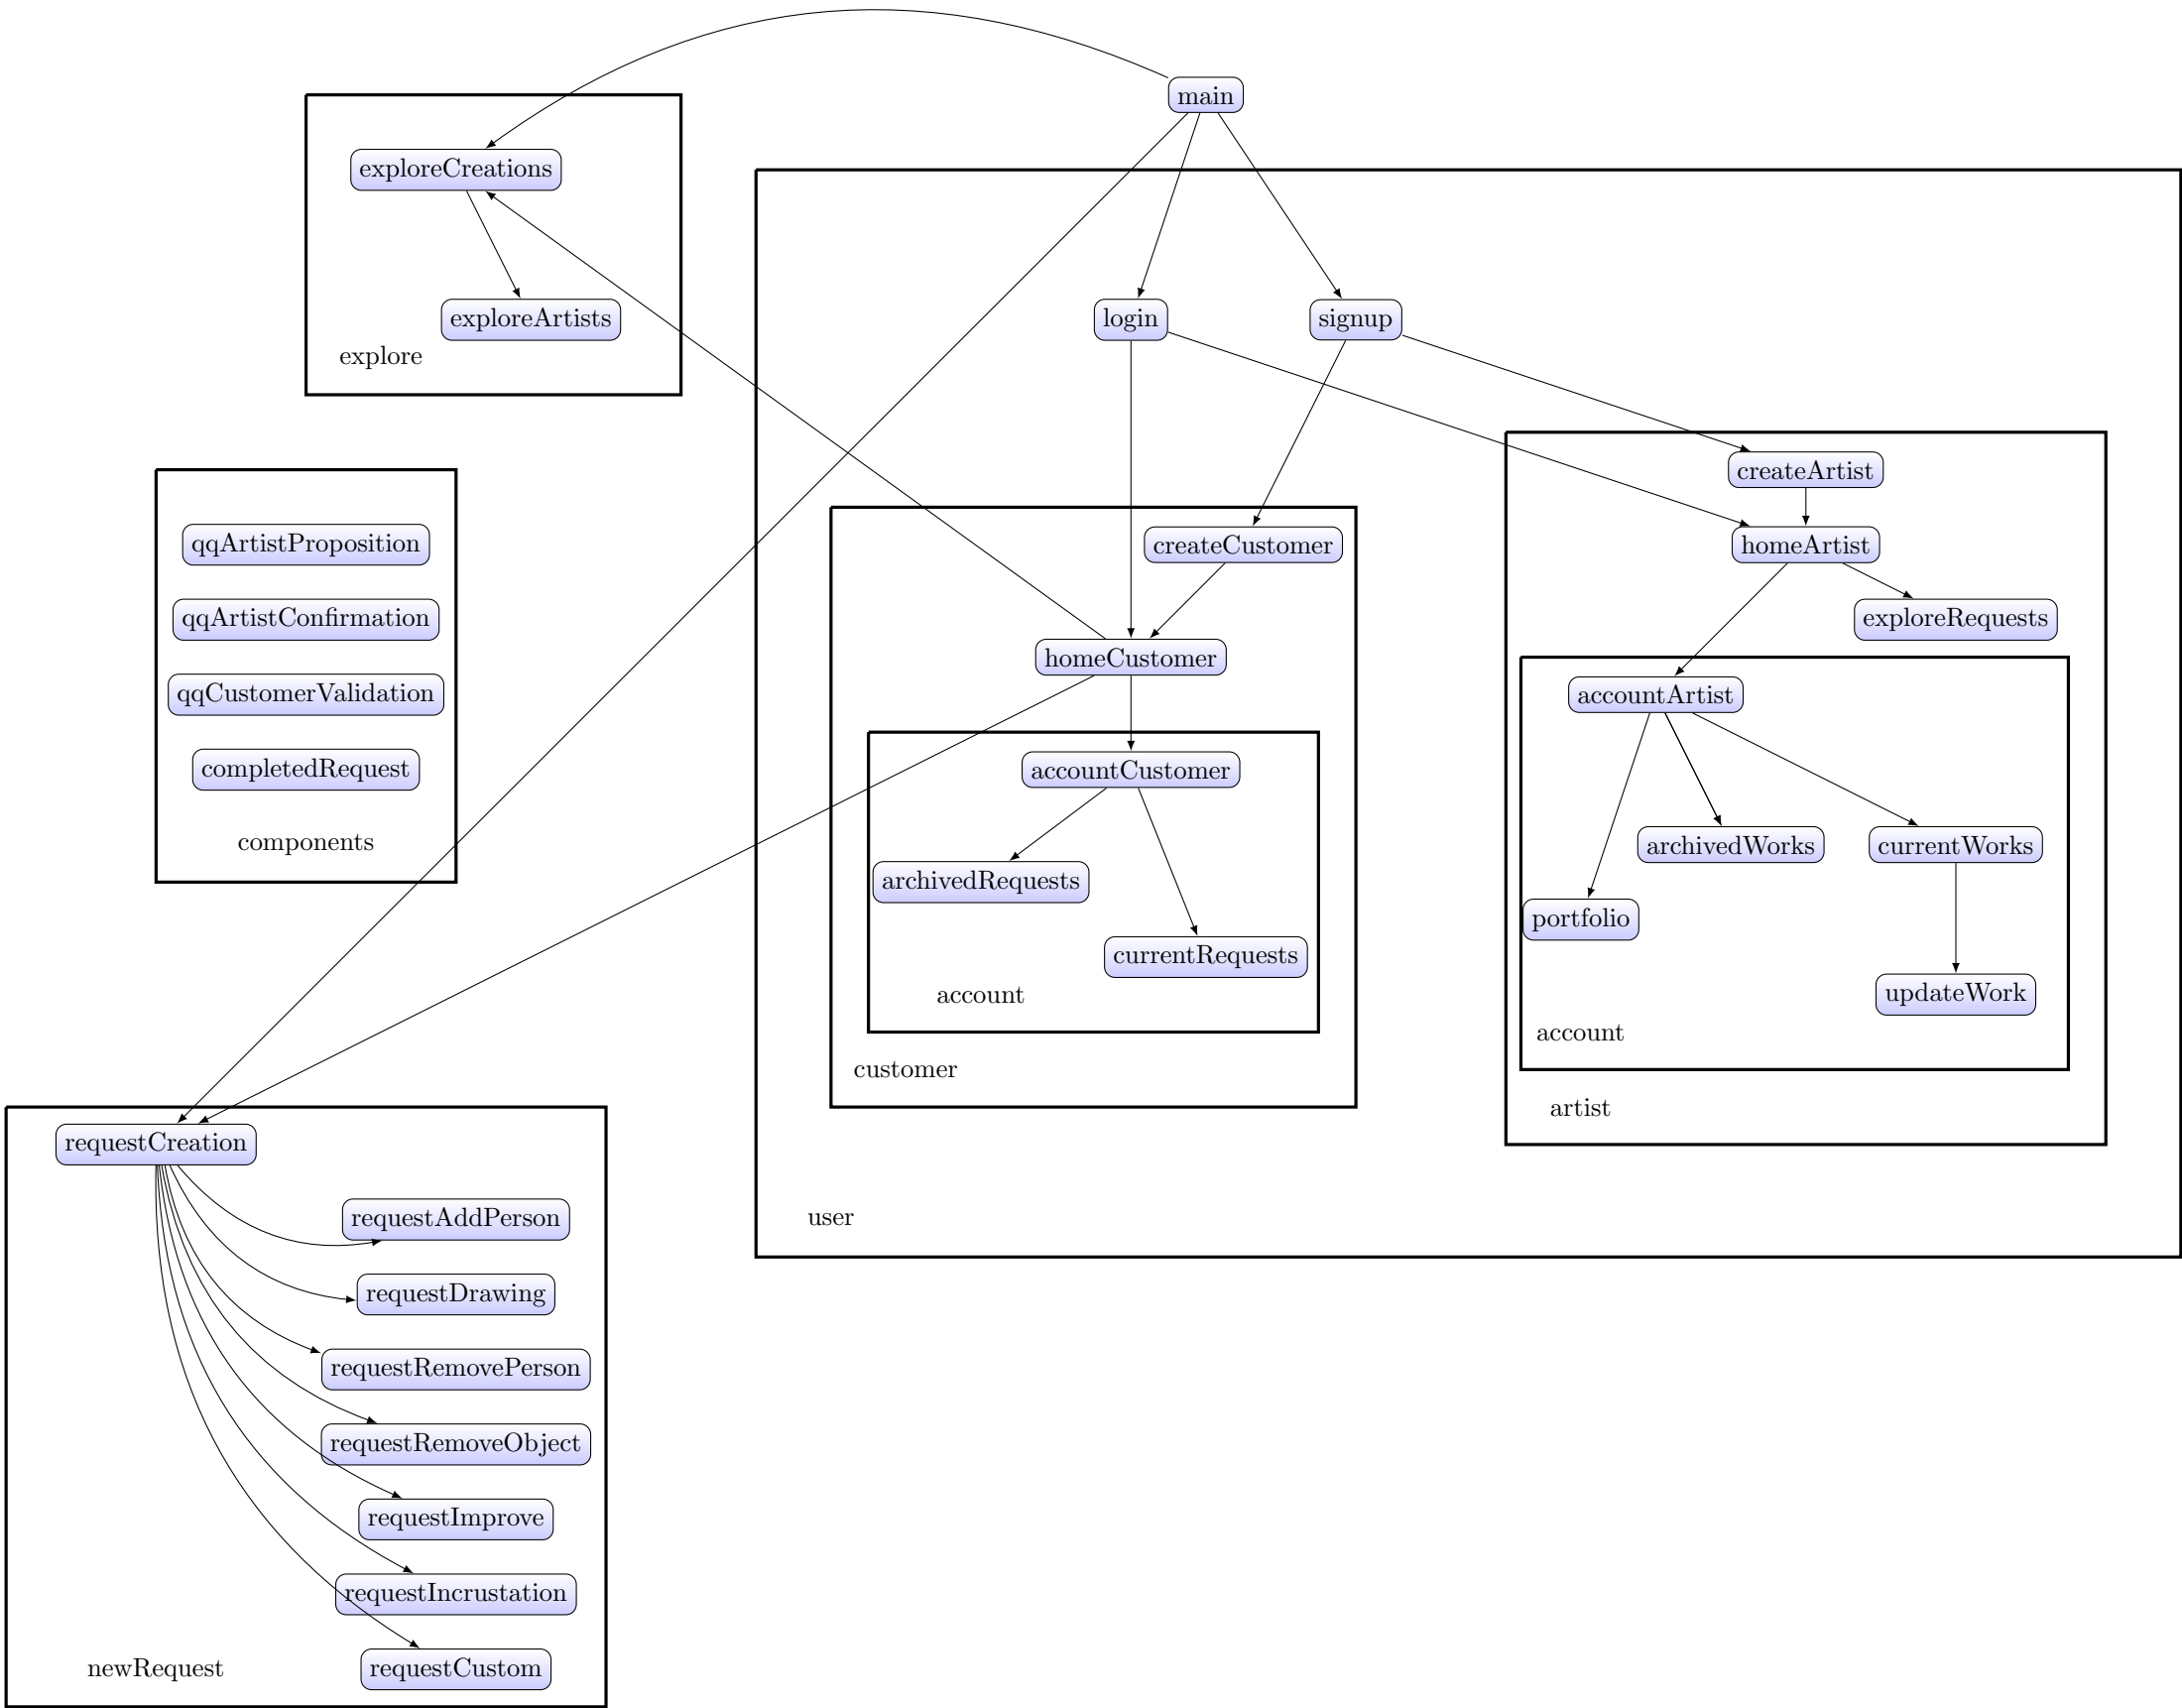 main
exploreCreations
exploreArtists
explore
login
signup
createArtist
homeArtist
exploreRequests
createCustomer
homeCustomer
qqArtistProposition
qqArtistConfirmation
qqCustomerValidation
completedRequest
components
accountCustomer
archivedRequests
currentRequests
account
customer
accountArtist
archivedWorks
currentWorks
portfolio
updateWork
account
artist
user
requestCreation
requestAddPerson
requestDrawing
requestRemovePerson
requestRemoveObject
requestImprove
requestIncrustation
requestCustom
newRequest